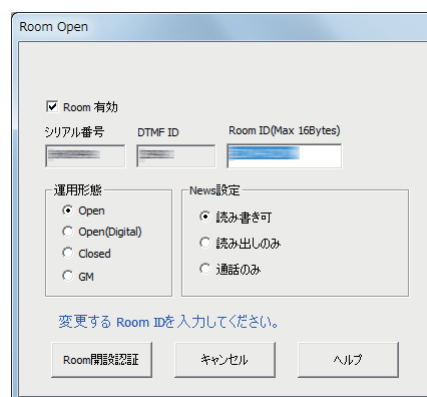 Room Open
Room 有効
シリアル番号 DTMF ID Room ID(Max 16Bytes)
運用形態 News設定
Open 読み書き可
Open(Digital) 読み出しのみ
Closed 通話のみ
GM
変更する Room IDを入力してください。
Room開設認証 キャンセル ヘルプ